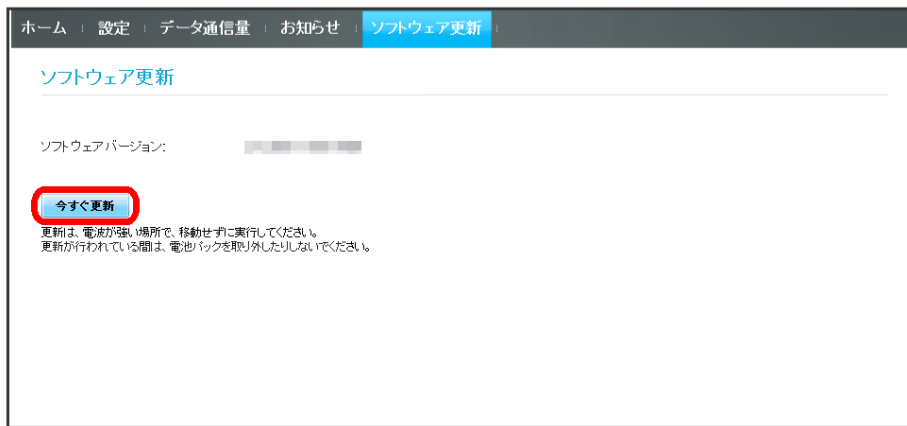 ホーム 設定 データ通信量 お知らせ ソフトウェア更新
ソフトウェア更新
ソフトウェアバージョン:
今すぐ更新
更新は、電波が強い場所で、移動せずに実行してください。
更新が行われている間は、電池パックを取り外したりしないでください。